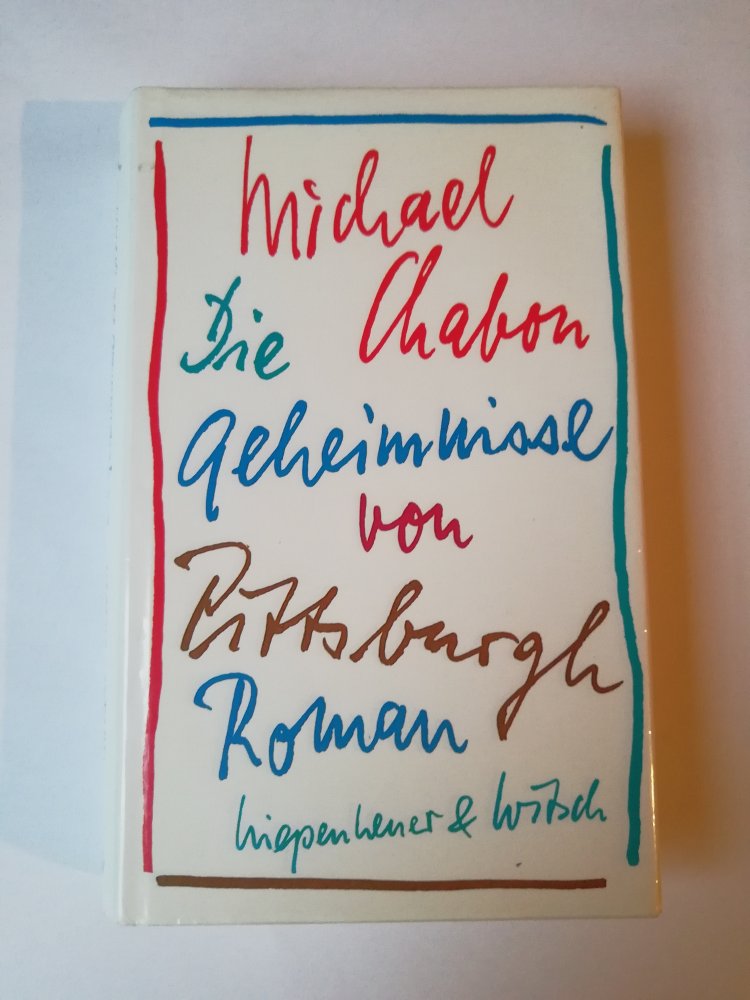 Michael
Chabon
Die
Geheimnisse
von
Pittsburgh
Roman
Kiepenheuer & Witsch